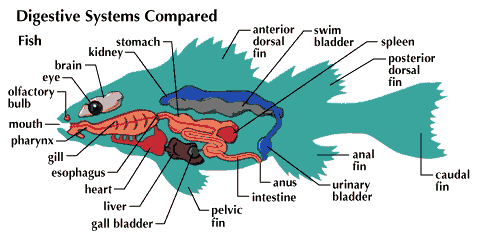 Digestive Systems Compared
Fish
stomach
kidney
brain
eye
olfactory
bulb
mouth
pharynx
gill
esophagus
heart
liver
gall bladder
pelvic
fin
anterior
dorsal
fin
swim
bladder
spleen
posterior
dorsal
fin
anus
intestine
urinary
bladder
anal
fin
caudal
fin